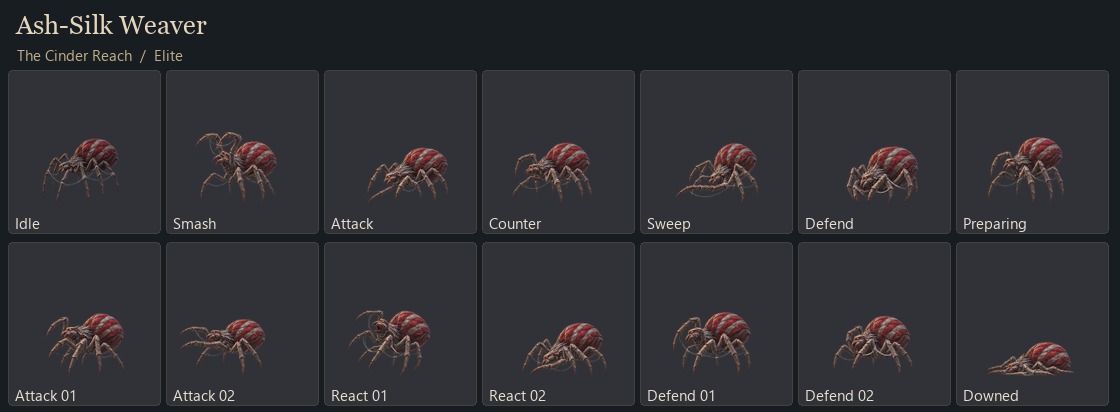 Ash-Silk Weaver
The Cinder Reach / Elite
Idle
Smash
Attack
Counter
Sweep
Defend
Preparing
Attack 01
Attack 02
React 01
React 02
Defend 01
Defend 02
Downed